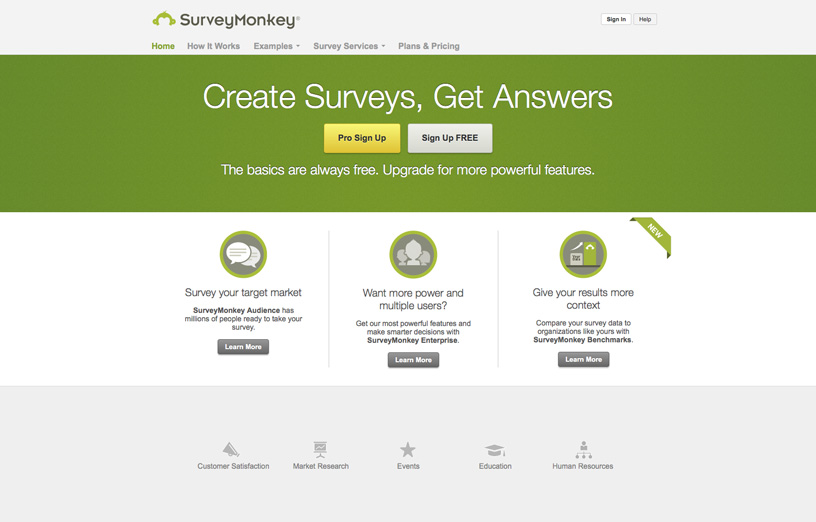 SurveyMonkey®
Sign In
Help
Home
How It Works
Examples
Survey Services
Plans & Pricing
Create Surveys, Get Answers
Pro Sign Up
Sign Up FREE
The basics are always free. Upgrade for more powerful features.
Survey your target market
SurveyMonkey Audience has
millions of people ready to take your
survey.
Learn More
Want more power and
multiple users?
Get our most powerful features and
make smarter decisions with
SurveyMonkey Enterprise.
Learn More
NEW
Give your results more
context
Compare your survey data to
organizations like yours with
SurveyMonkey Benchmarks.
Learn More
Customer Satisfaction
Market Research
Events
Education
Human Resources